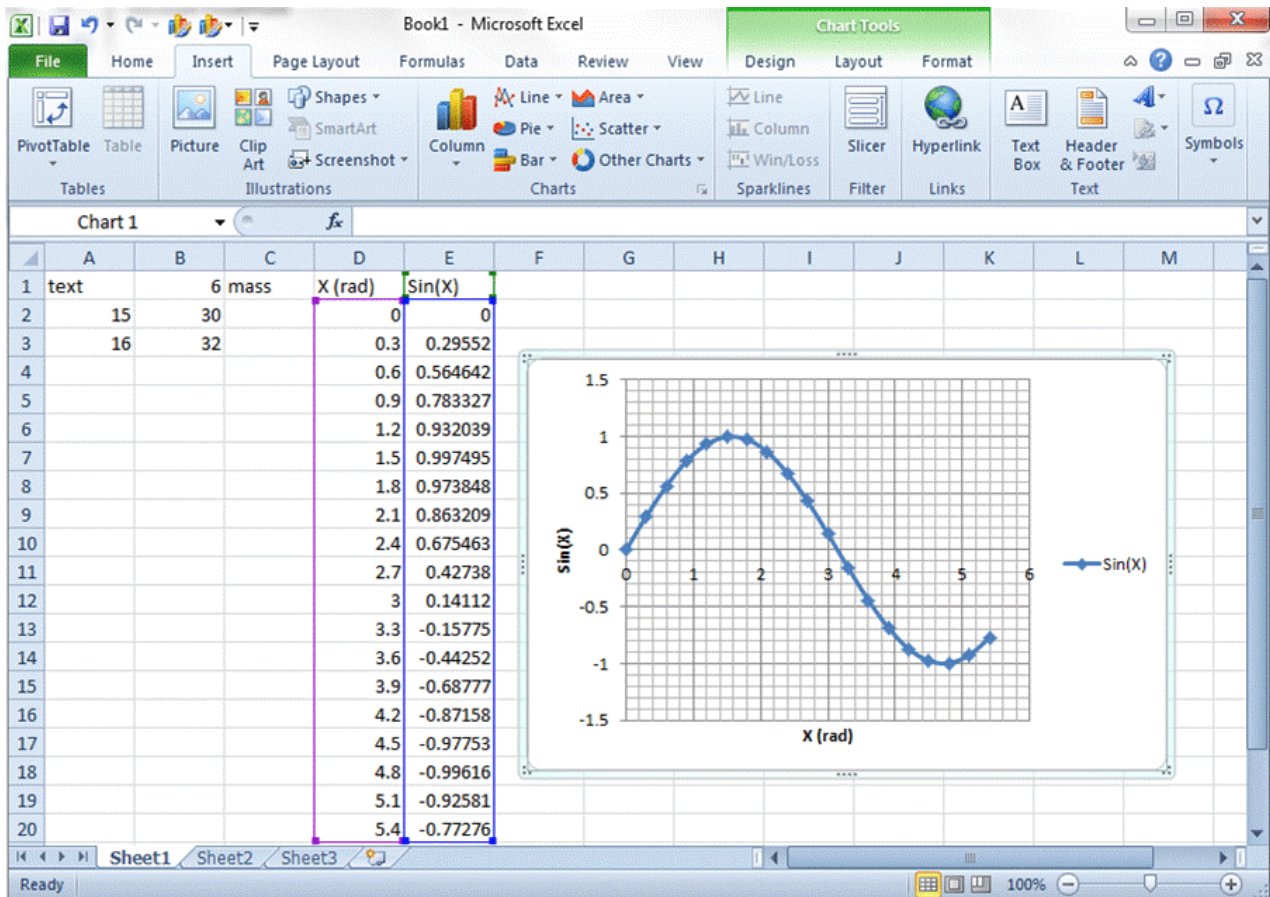 Book1 - Microsoft Excel
Chart Tools
File Home Insert Page Layout Formulas Data Review View Design Layout Format
PivotTable
Table
Tables
Picture
Clip
Art
Shapes
SmartArt
Screenshot
Illustrations
Column
Line
Pie
Bar
Area
Scatter
Other Charts
Charts
Line
Column
Win/Loss
Sparklines
Slicer
Filter
Hyperlink
Links
A
Text
Box
Header
& Footer
A
Text
Ω
Symbols
Chart 1 fx
A B C D E F G H I J K L M
1 text 6 mass X (rad) Sin(X)
2 15 30 0 0
3 16 32 0.3 0.29552
4 0.6 0.564642
5 0.9 0.783327
6 1.2 0.932039
7 1.5 0.997495
8 1.8 0.973848
9 2.1 0.863209
10 2.4 0.675463
11 2.7 0.42738
12 3 0.14112
13 3.3 -0.15775
14 3.6 -0.44252
15 3.9 -0.68777
16 4.2 -0.87158
17 4.5 -0.97753
18 4.8 -0.99616
19 5.1 -0.92581
20 5.4 -0.77276
1.5
1
0.5
0
-0.5
-1
-1.5
Sin(X)
0 1 2 3 4 5 6
X (rad)
Sin(X)
Sheet1 Sheet2 Sheet3
Ready 100%